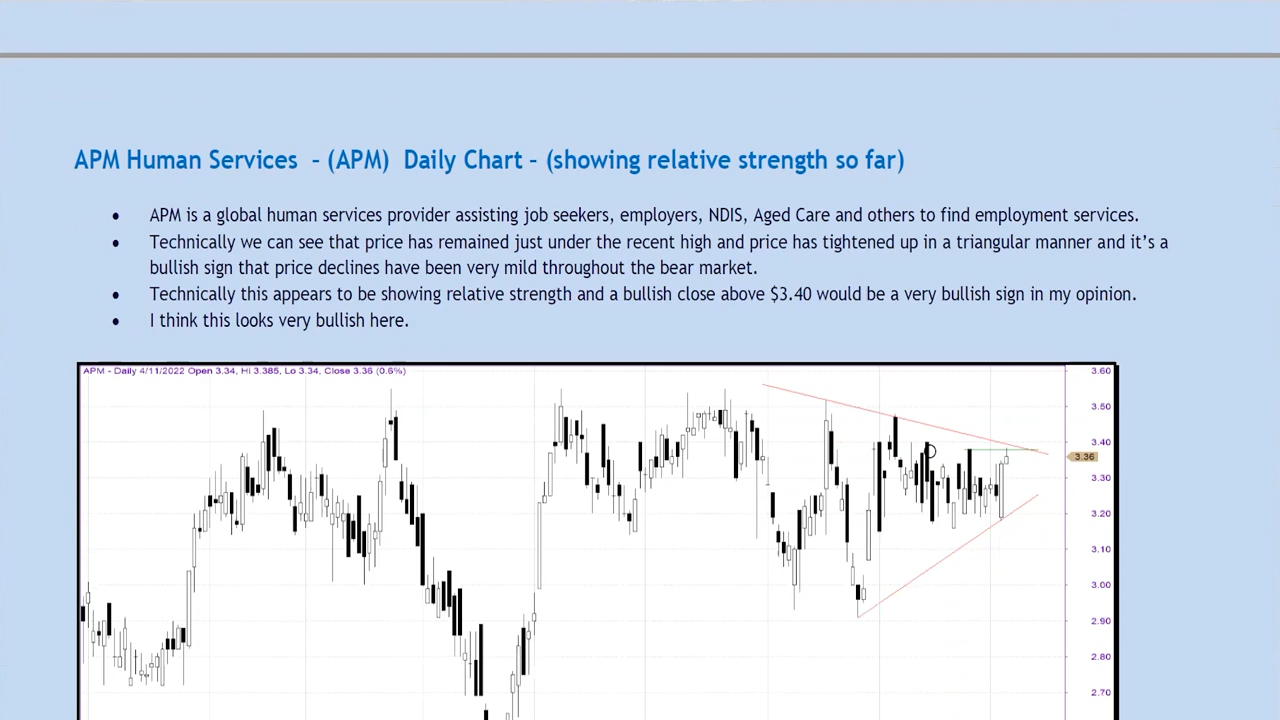 APM Human Services – (APM) Daily Chart – (showing relative strength so far)
• APM is a global human services provider assisting job seekers, employers, NDIS, Aged Care and others to find employment services.
• Technically we can see that price has remained just under the recent high and price has tightened up in a triangular manner and it's a
bullish sign that price declines have been very mild throughout the bear market.
• Technically this appears to be showing relative strength and a bullish close above $3.40 would be a very bullish sign in my opinion.
• I think this looks very bullish here.
APM - Daily 4/11/2022 Open 3.34, Hi 3.385, Lo 3.34, Close 3.36 (0.6%)
3.60
3.50
3.40
3.36
3.30
3.20
3.10
3.00
2.90
2.80
2.70